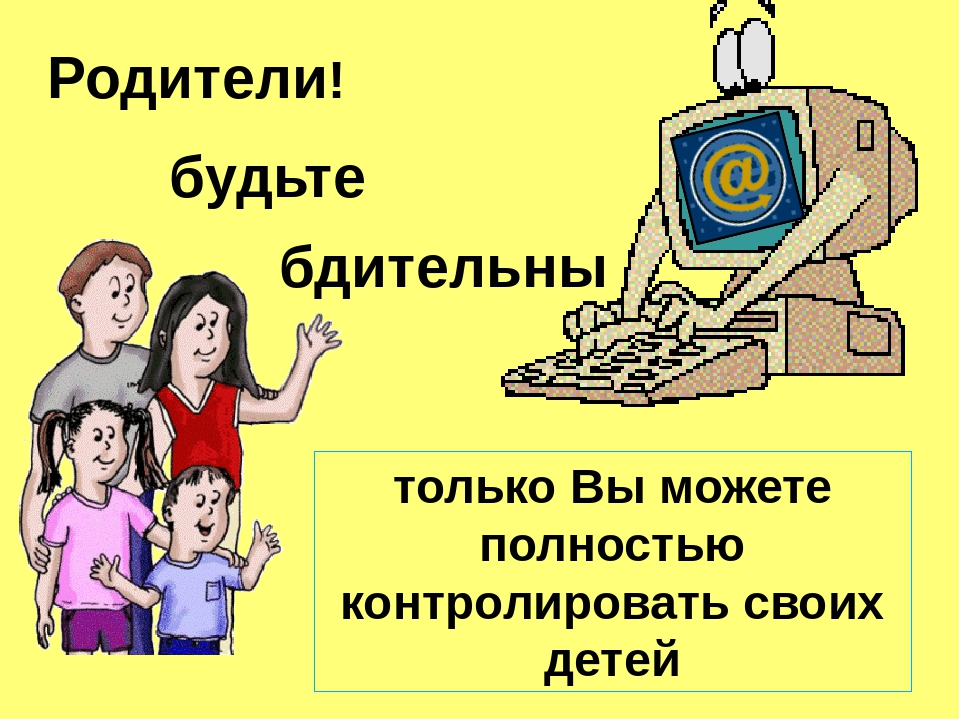 Родители!
будьте
бдительны
@
только Вы можете
полностью
контролировать своих
детей